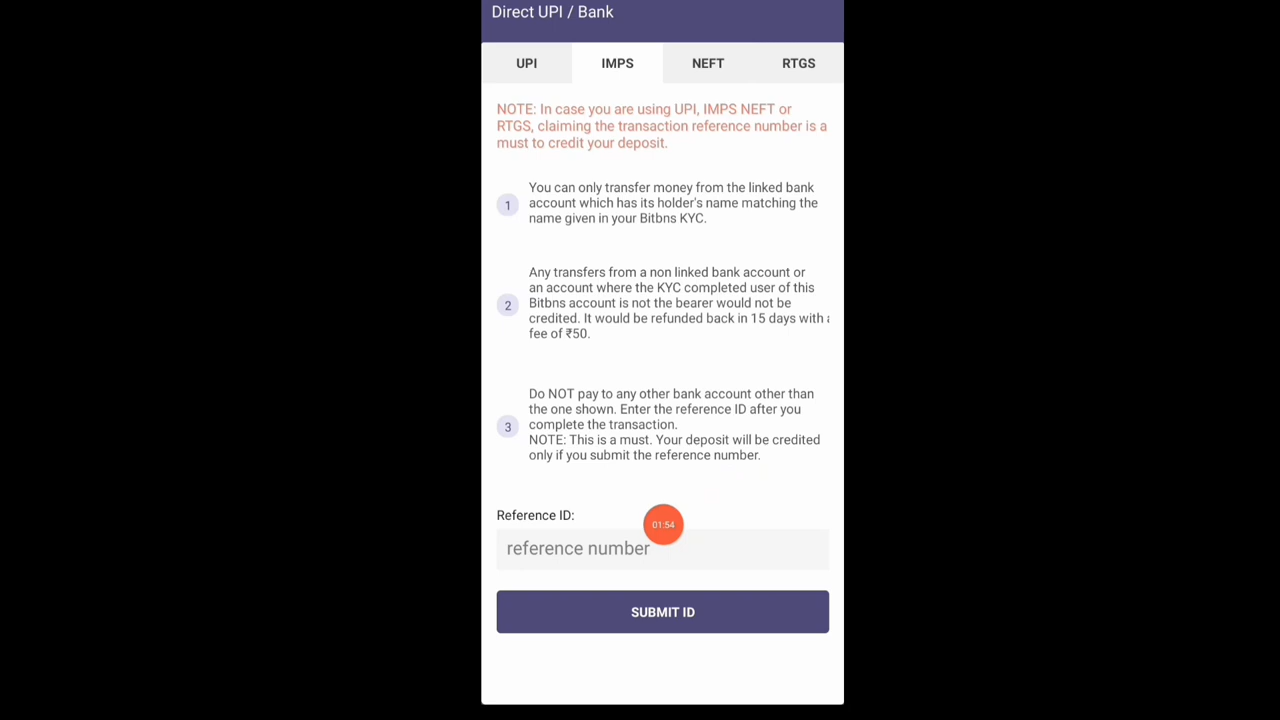 Direct UPI / Bank
UPI IMPS NEFT RTGS
NOTE: In case you are using UPI, IMPS NEFT or
RTGS, claiming the transaction reference number is a
must to credit your deposit.
1
You can only transfer money from the linked bank
account which has its holder's name matching the
name given in your Bitbns KYC.
2
Any transfers from a non linked bank account or
an account where the KYC completed user of this
Bitbns account is not the bearer would not be
credited. It would be refunded back in 15 days with
fee of ₹50.
3
Do NOT pay to any other bank account other than
the one shown. Enter the reference ID after you
complete the transaction.
NOTE: This is a must. Your deposit will be credited
only if you submit the reference number.
Reference ID:
01:54
reference number
SUBMIT ID